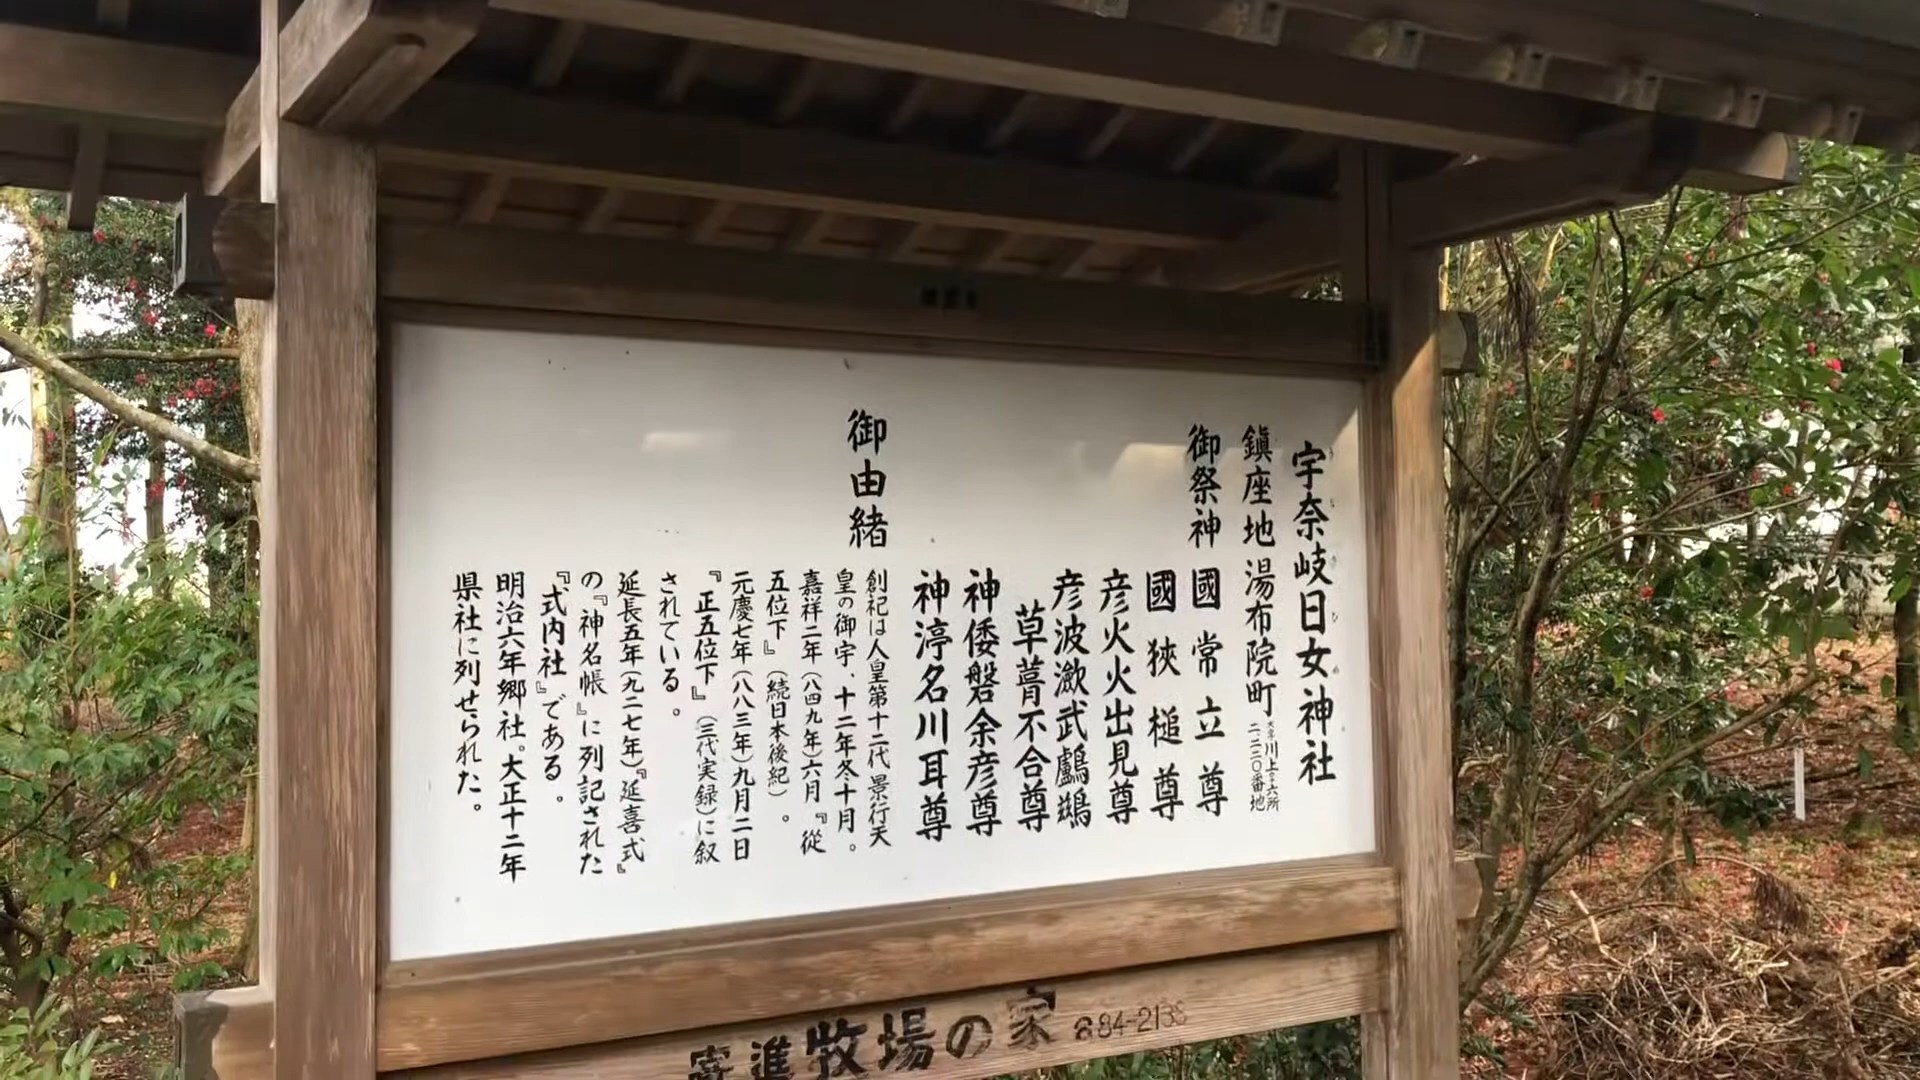 宇奈岐日女神社
鎮座地 湯布院町大字川上字六所二二二〇番地
御祭神 國常立尊
國狹槌尊
彦火火出見尊
彦波瀲武鸕鷀
草葺不合尊
神倭磐余彦尊
神渟名川耳尊
御由緒
創祀は人皇第十二代 景行天
皇の御宇、十二年冬十月。
嘉祥二年(八四九年)六月『從
五位下』(続日本後紀)。
元慶七年(八八三年)九月二日
『正五位下』(三代実録)に叙
されている。
延長五年(九二七年)『延喜式』
の『神名帳』に列記された
『式内社』である。
明治六年郷社。大正十二年
県社に列せられた。
寄進 牧場の家 ☎84-2138